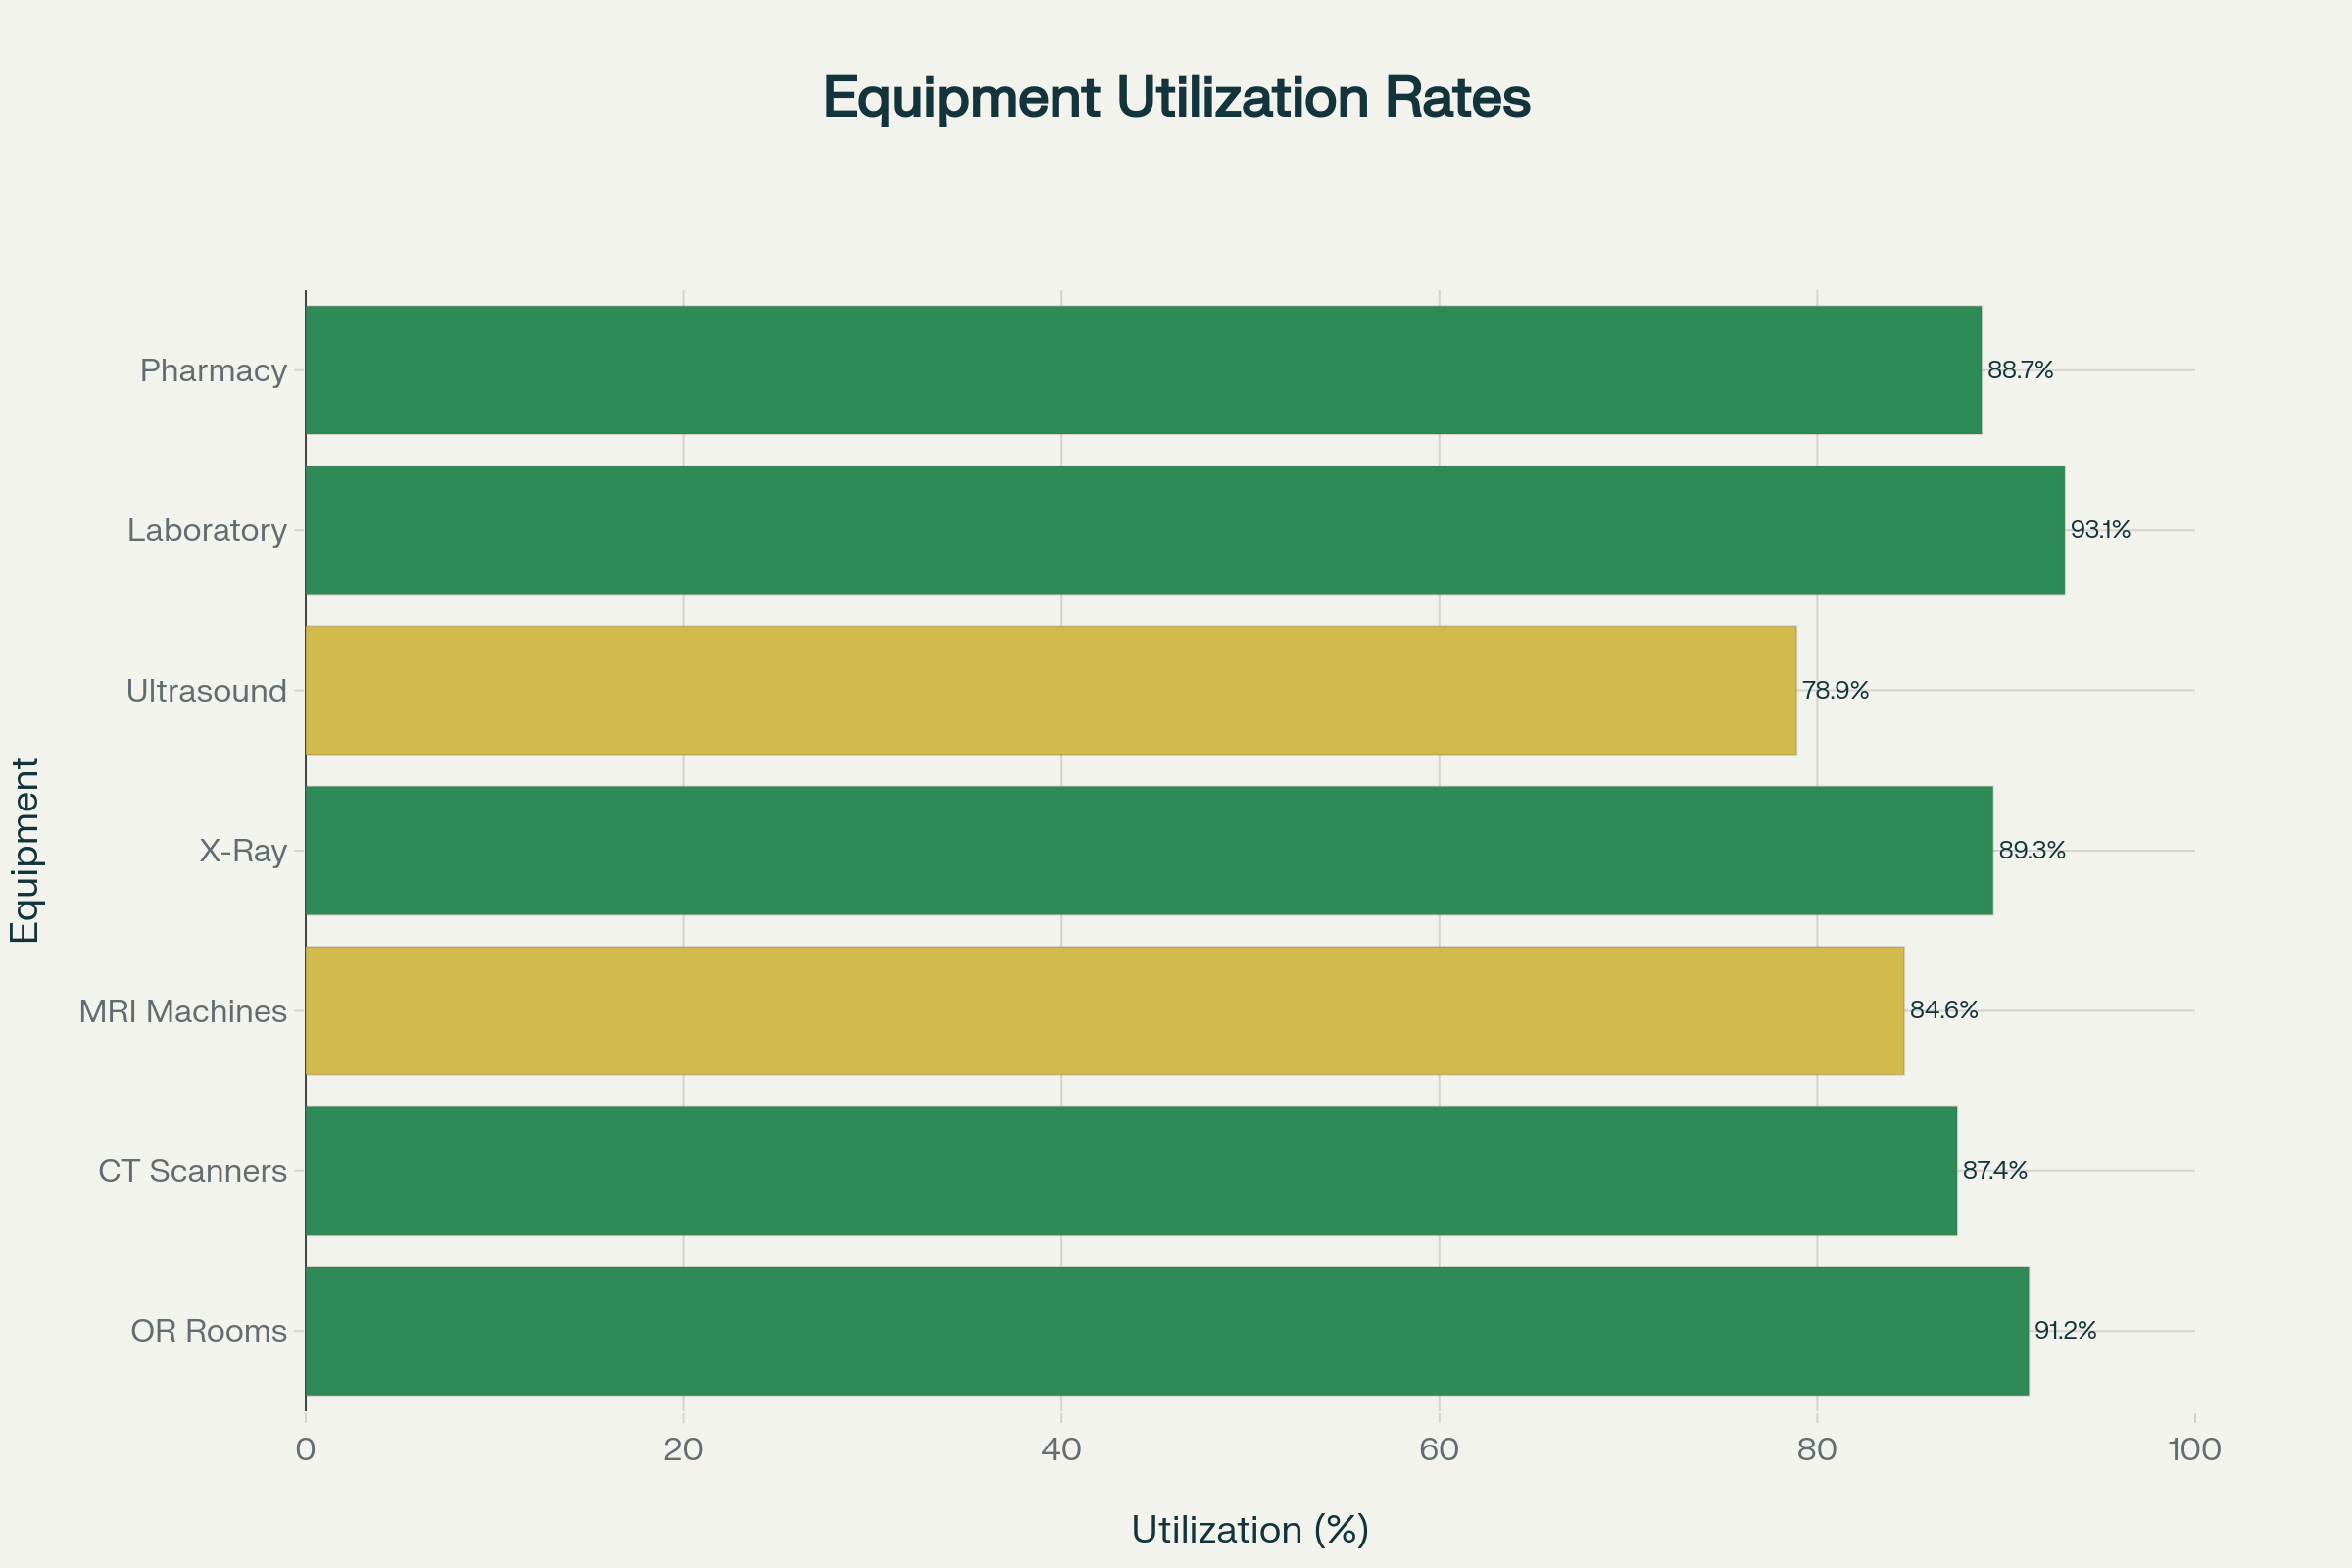 Equipment Utilization Rates
Equipment
Pharmacy
88.7%
Laboratory
93.1%
Ultrasound
78.9%
X-Ray
89.3%
MRI Machines
84.6%
CT Scanners
87.4%
OR Rooms
91.2%
0 20 40 60 80 100
Utilization (%)